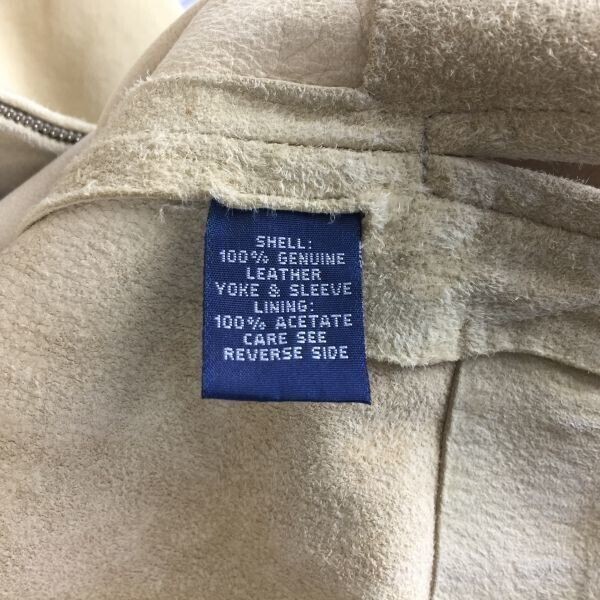 SHELL:
100% GENUINE
LEATHER
YOKE & SLEEVE
LINING:
100% ACETATE
CARE SEE
REVERSE SIDE